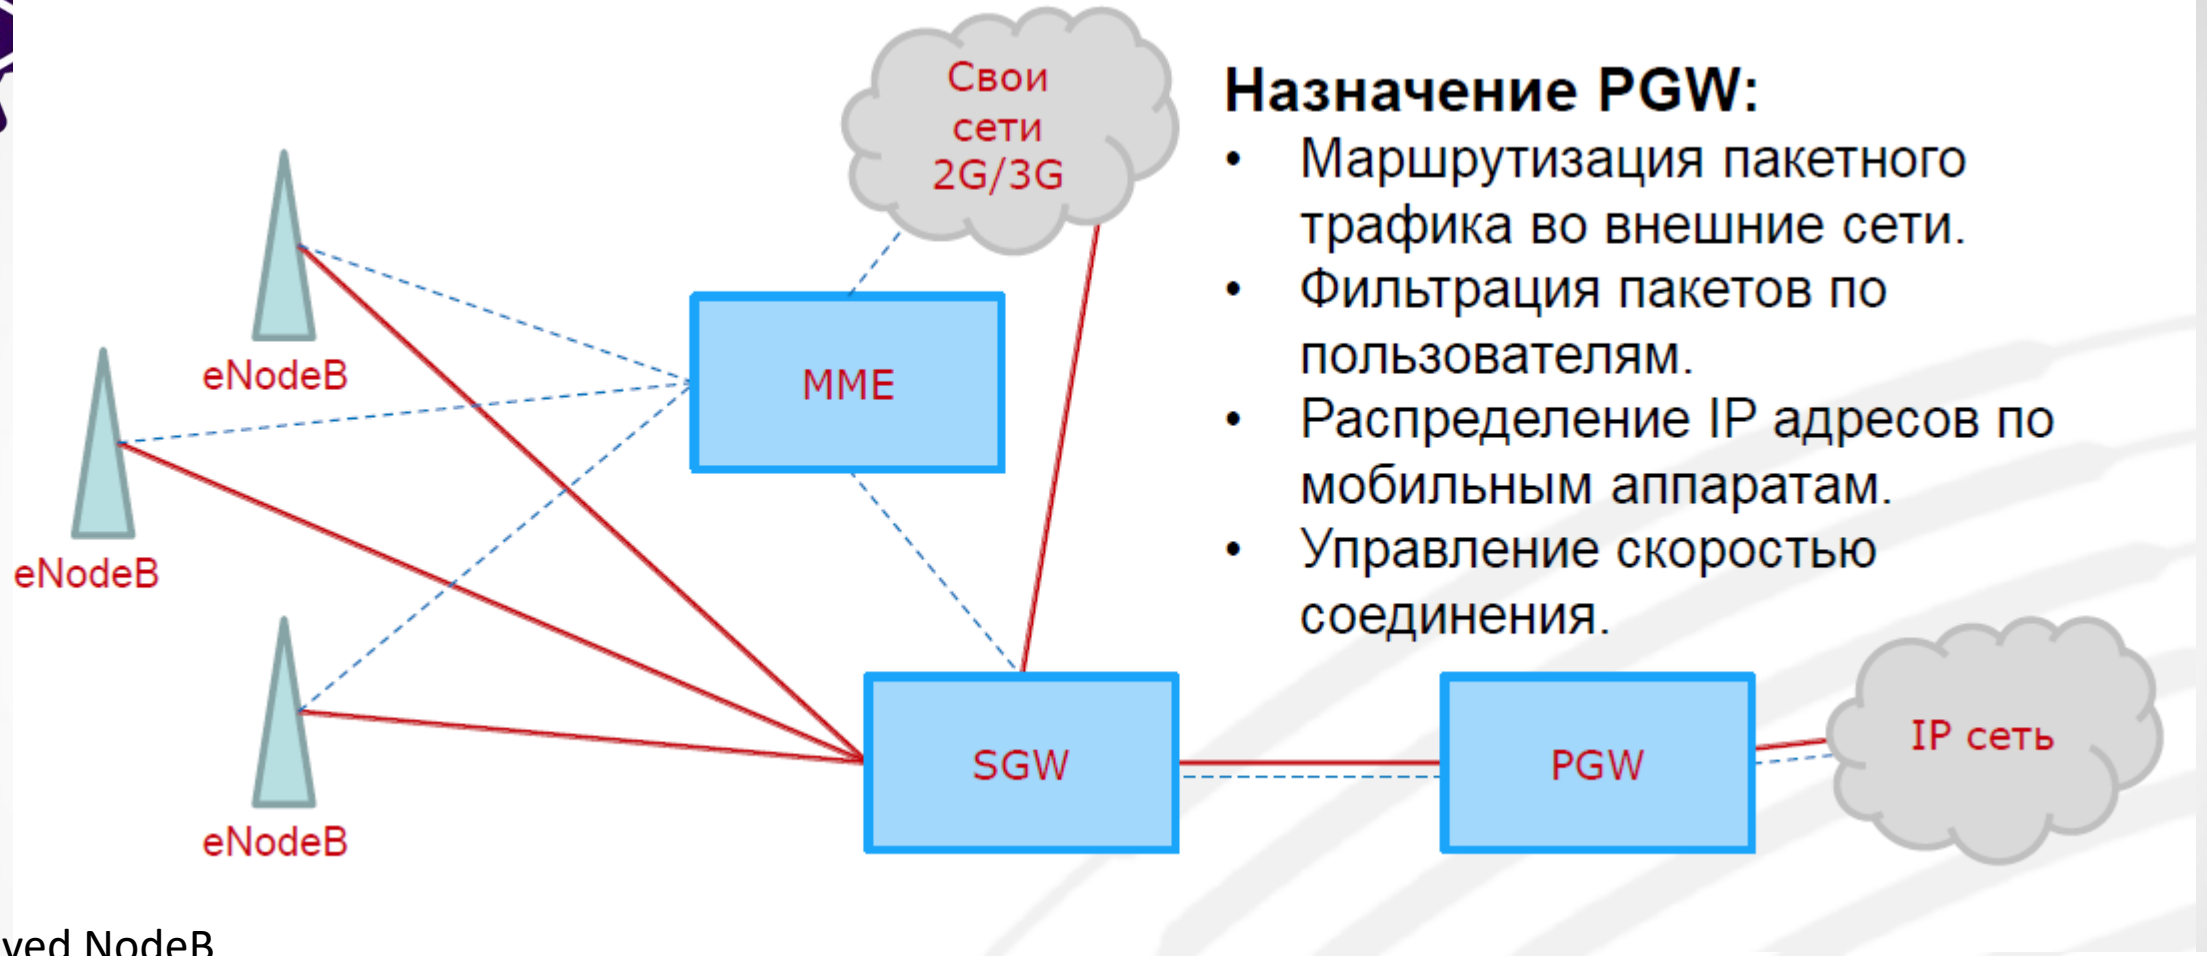 Свои
сети
2G/3G
Назначение PGW:
• Маршрутизация пакетного
трафика во внешние сети.
• Фильтрация пакетов по
пользователям.
• Распределение IP адресов по
мобильным аппаратам.
• Управление скоростью
соединения.
eNodeB
MME
eNodeB
eNodeB
SGW
PGW
IP сеть
NodeB